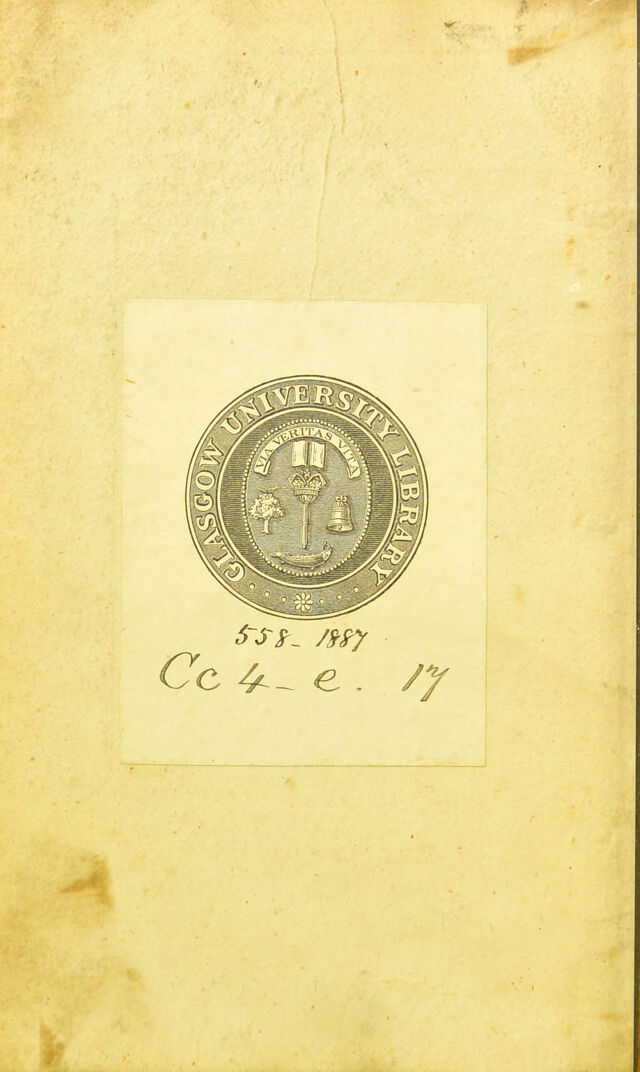 GLASGOW UNIVERSITY LIBRARY
VIA VERITAS VITA
558- 1887
Cc 4- e. 17